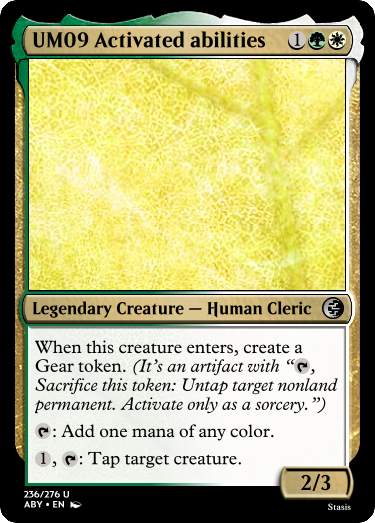 UM09 Activated abilities 1
Legendary Creature — Human Cleric
When this creature enters, create a
Gear token. (It's an artifact with “, 
Sacrifice this token: Untap target nonland
permanent. Activate only as a sorcery.”)
: Add one mana of any color.
1, : Tap target creature.
2/3
236/276 U
ABY • EN
Stasis